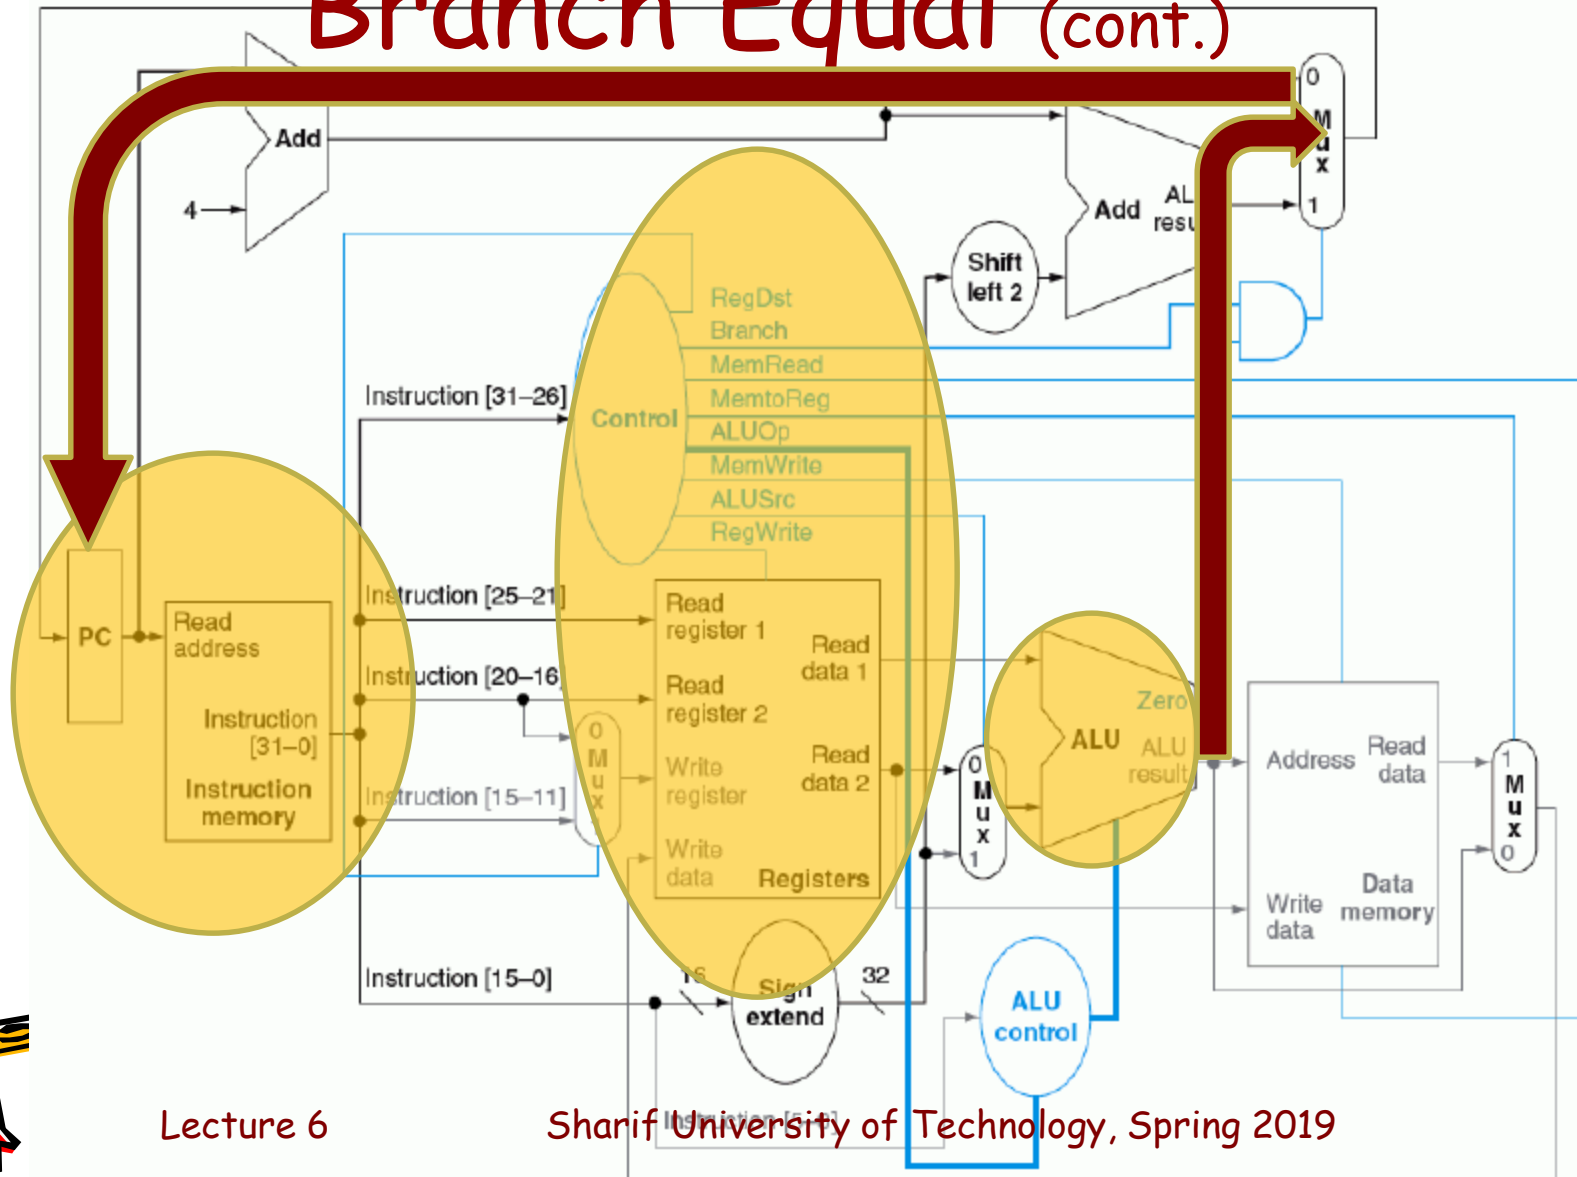 Branch Equal (cont.)
0
M
u
x
1
Add
4
Add
Shift
left 2
RegDst
Branch
MemRead
MemtoReg
ALUOp
MemWrite
ALUSrc
RegWrite
Control
Instruction [31–26]
Instruction [25–21]
Instruction [20–16]
Instruction [15–11]
Instruction [15–0]
PC
Read
address
Instruction
[31–0]
Instruction
memory
0
M
u
x
Read
register 1
Read
register 2
Write
register
Write
data
Read
data 1
Read
data 2
Registers
0
M
u
x
1
Zero
ALU
ALU
result
Address
Read
data
Write
data
Data
memory
1
M
u
x
0
16
Sign
extend
32
ALU
control
Instruction [5–0]
Lecture 6
Sharif University of Technology, Spring 2019